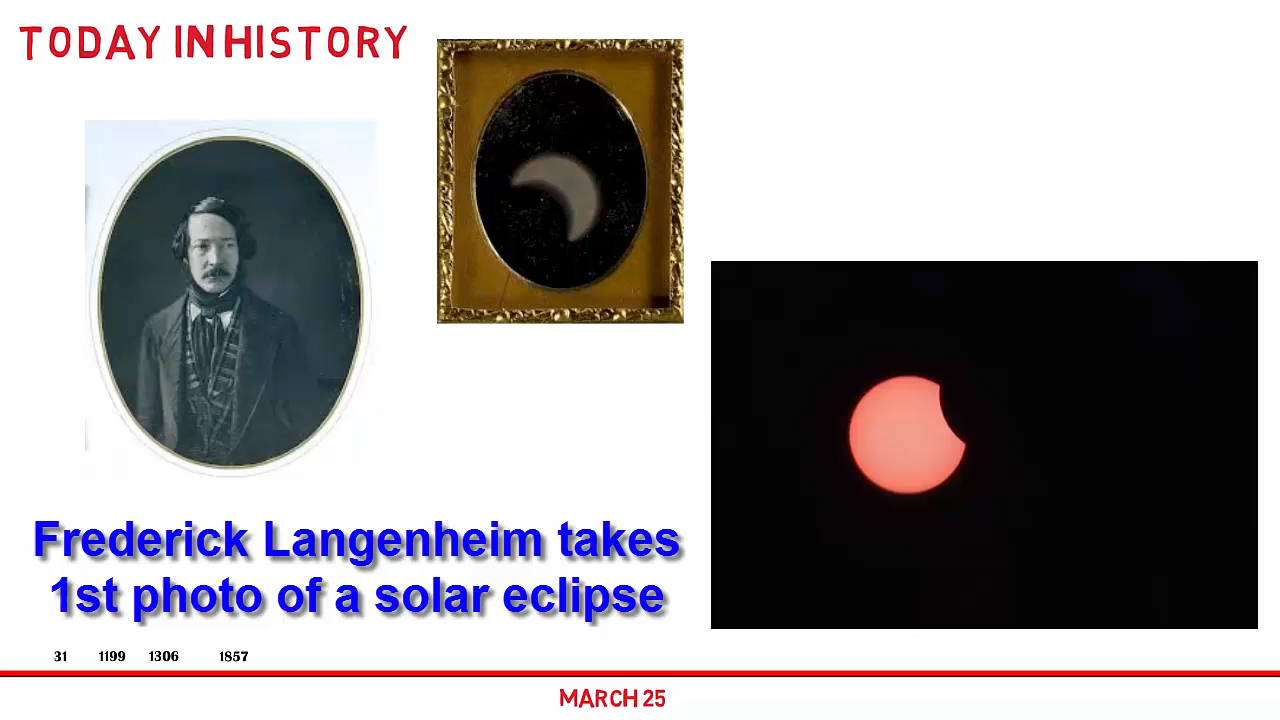 TODAY IN HISTORY
Frederick Langenheim takes
1st photo of a solar eclipse
31 1199 1306 1857
MARCH 25